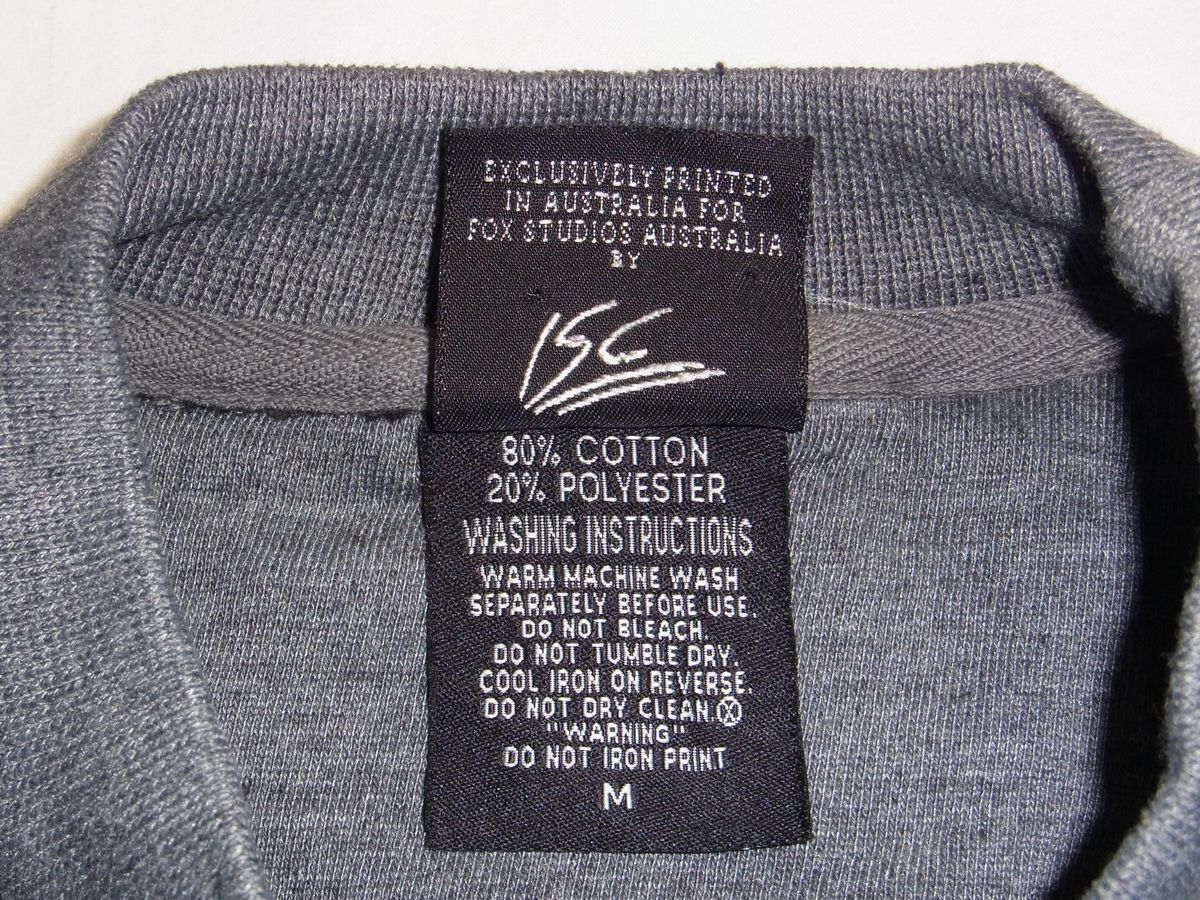 EXCLUSIVELY PRINTED
IN AUSTRALIA FOR
FOX STUDIOS AUSTRALIA
BY
ISC
80% COTTON
20% POLYESTER
WASHING INSTRUCTIONS
WARM MACHINE WASH
SEPARATELY BEFORE USE.
DO NOT BLEACH.
DO NOT TUMBLE DRY.
COOL IRON ON REVERSE.
DO NOT DRY CLEAN.Ⓧ
"WARNING"
DO NOT IRON PRINT
M